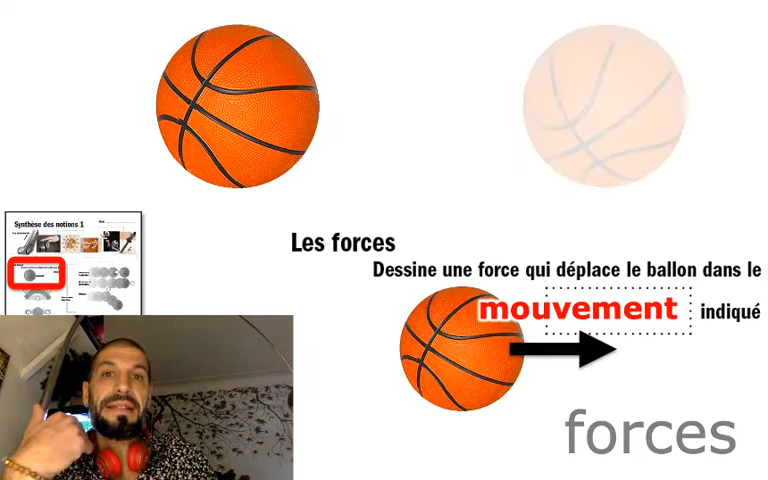 Synthèse des notions 1
Les forces
Dessine une force qui déplace le ballon dans le
mouvement indiqué
forces